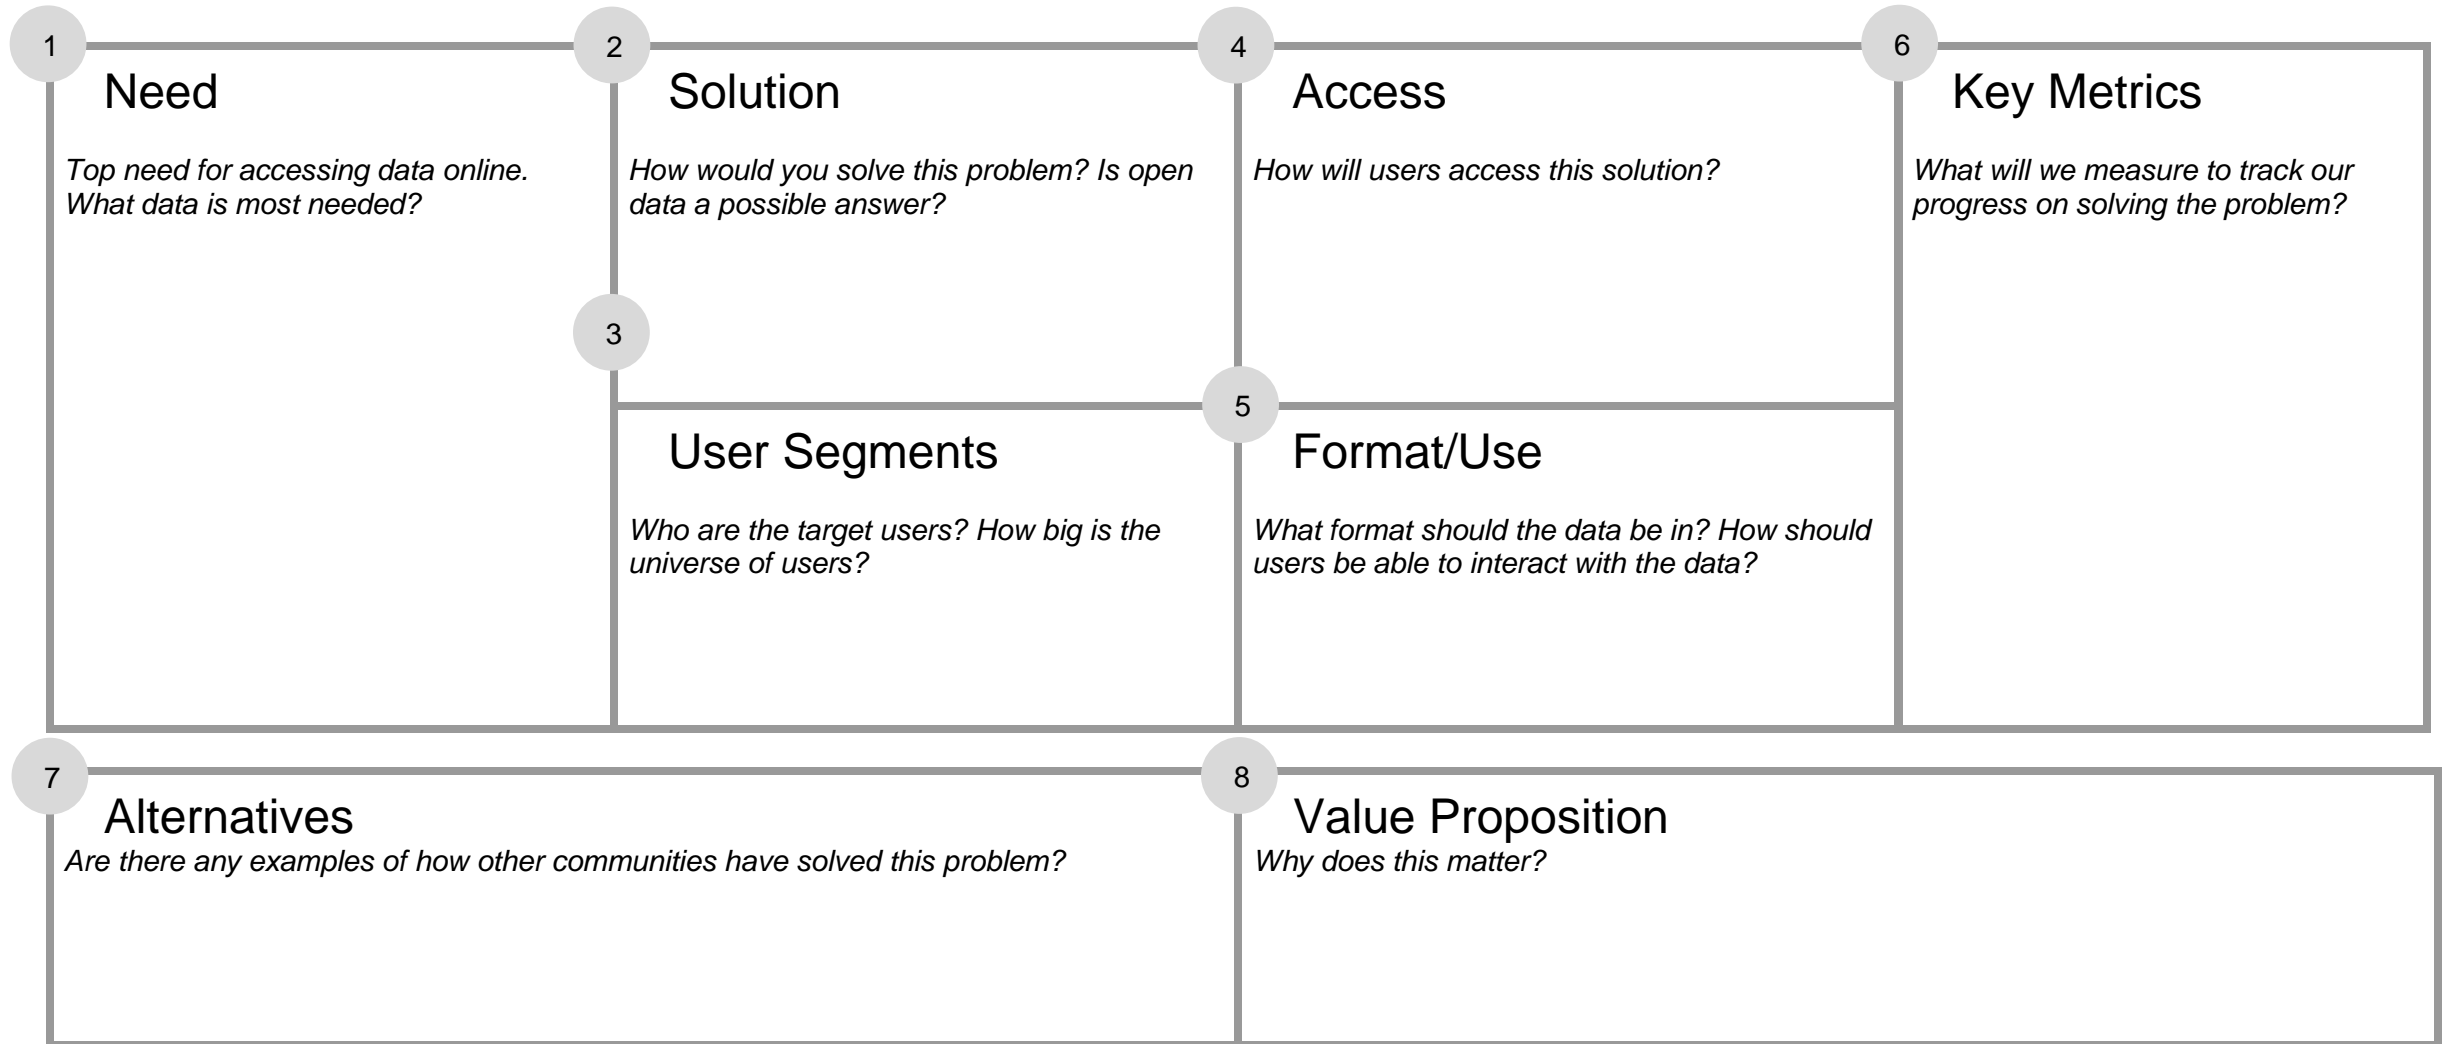 1
Need
Top need for accessing data online.
What data is most needed?
2
Solution
How would you solve this problem? Is open
data a possible answer?
3
User Segments
Who are the target users? How big is the
universe of users?
4
Access
How will users access this solution?
5
Format/Use
What format should the data be in? How should
users be able to interact with the data?
6
Key Metrics
What will we measure to track our
progress on solving the problem?
7
Alternatives
Are there any examples of how other communities have solved this problem?
8
Value Proposition
Why does this matter?